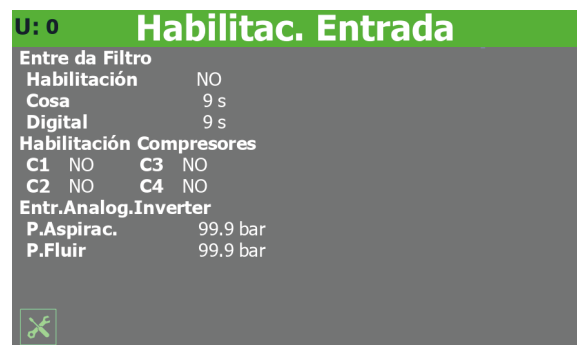 U: 0 Habilitac. Entrada
Entre da Filtro
Habilitación NO
Cosa 9 s
Digital 9 s
Habilitación Compresores
C1 NO C3 NO
C2 NO C4 NO
Entr.Analog.Inverter
P.Aspirac. 99.9 bar
P.Fluir 99.9 bar